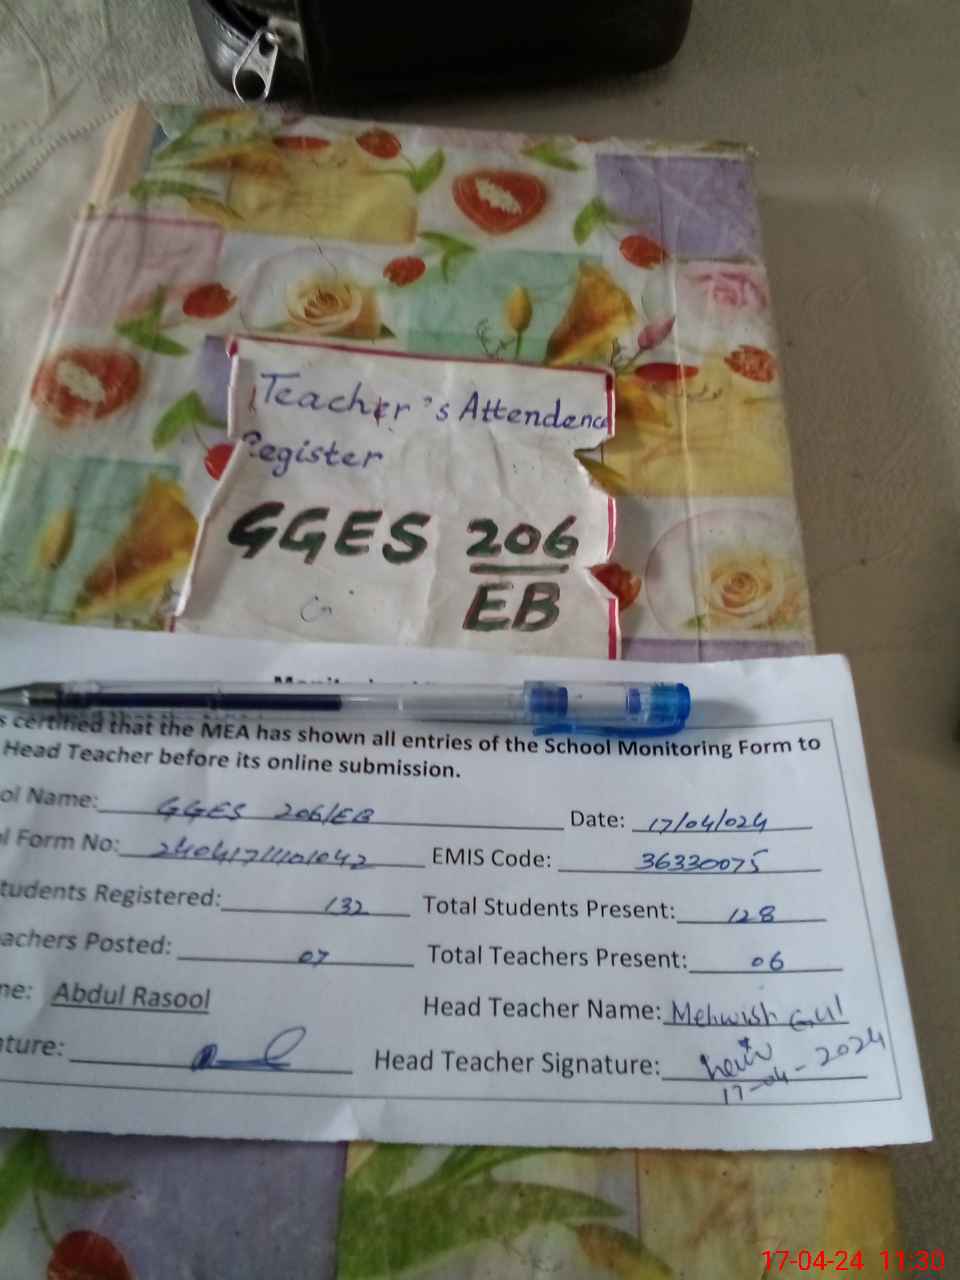 Teacher's Attendence
Register
GGES 206
EB
certified that the MEA has shown all entries of the School Monitoring Form to
Head Teacher before its online submission.
ol Name: GGES 206/EB Date: 17/04/024
l Form No: EMIS Code: 36330075
tudents Registered: 132 Total Students Present: 128
achers Posted: 07 Total Teachers Present: 06
me: Abdul Rasool Head Teacher Name: Mehwish Gul
ature: Head Teacher Signature:
17-04-2024
17-04-24 11:30